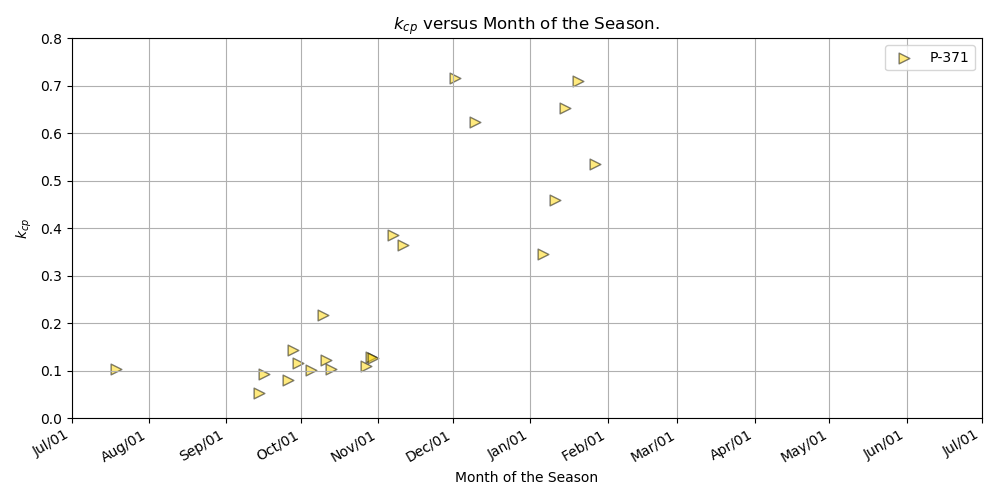 k_cp versus Month of the Season.
P-371
k_cp
0.8
0.7
0.6
0.5
0.4
0.3
0.2
0.1
0.0
Jul/01 Aug/01 Sep/01 Oct/01 Nov/01 Dec/01 Jan/01 Feb/01 Mar/01 Apr/01 May/01 Jun/01 Jul/01
Month of the Season